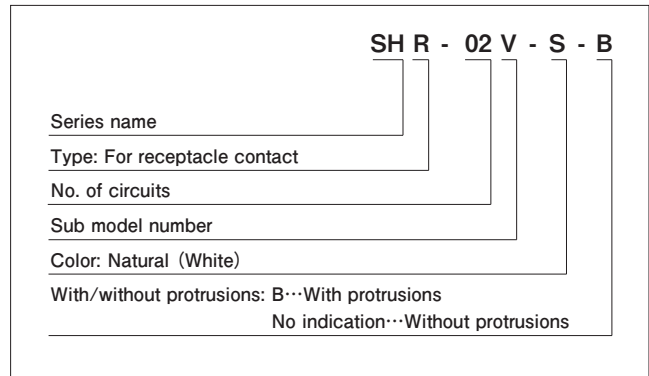 SH R - 02 V - S - B
Series name
Type: For receptacle contact
No. of circuits
Sub model number
Color: Natural (White)
With/without protrusions: B…With protrusions
No indication…Without protrusions